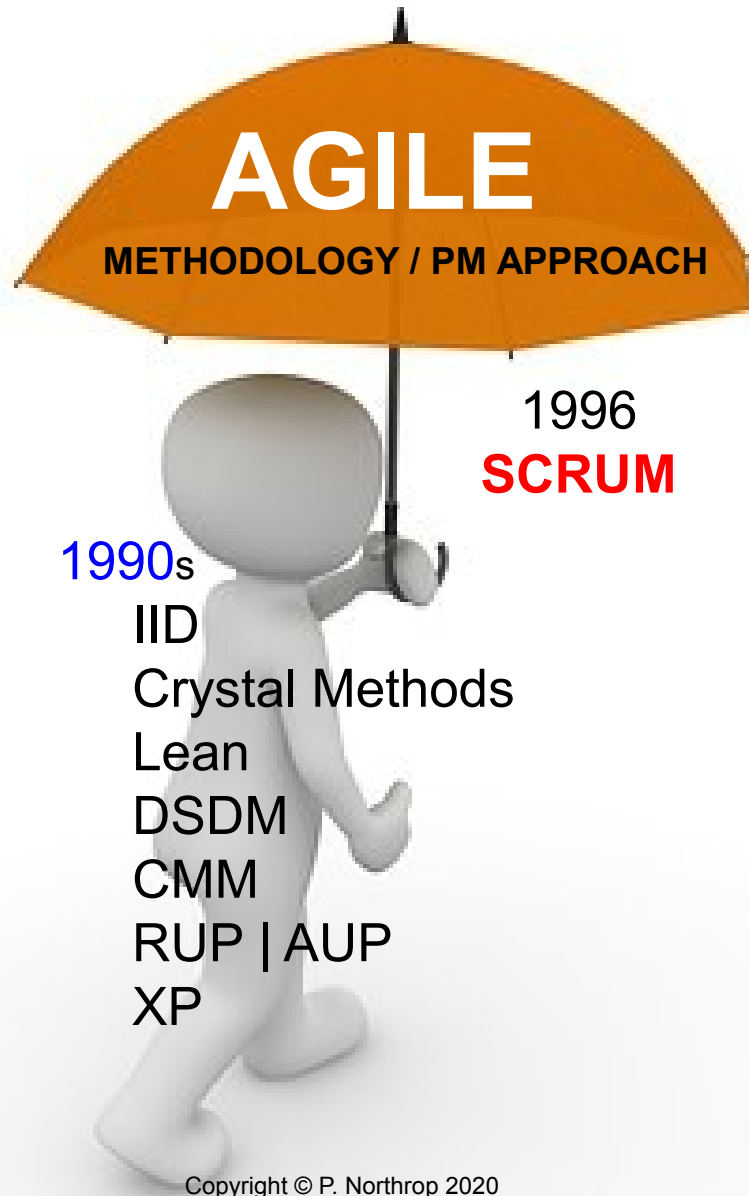 AGILE
METHODOLOGY / PM APPROACH
1996
SCRUM
1990s
IID
Crystal Methods
Lean
DSDM
CMM
RUP | AUP
XP
Copyright © P. Northrop 2020